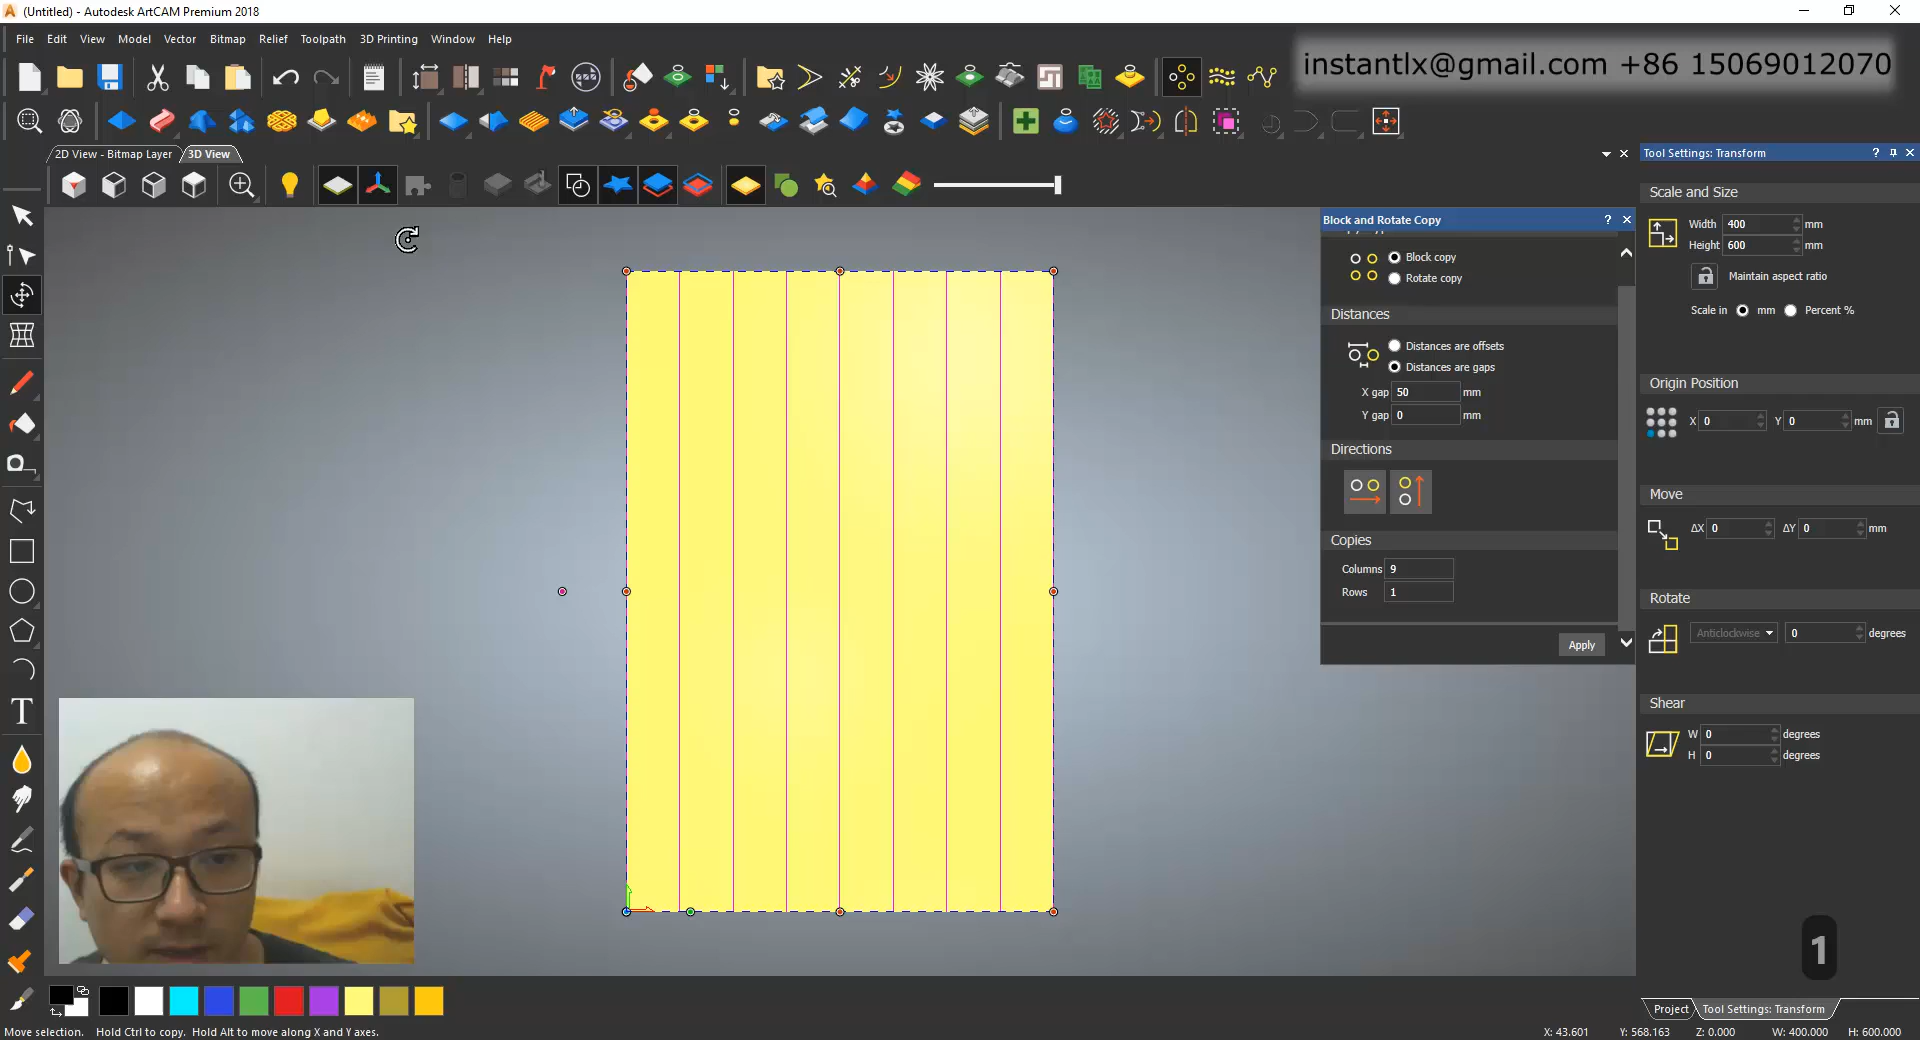 (Untitled) - Autodesk ArtCAM Premium 2018
File Edit View Model Vector Bitmap Relief Toolpath 3D Printing Window Help
instantlx@gmail.com +86 15069012070
2D View - Bitmap Layer 3D View
Tool Settings: Transform
Block and Rotate Copy
Block copy
Rotate copy
Distances
Distances are offsets
Distances are gaps
X gap 50 mm
Y gap 0 mm
Directions
Copies
Columns 9
Rows 1
Apply
Scale and Size
Width 400 mm
Height 600 mm
Maintain aspect ratio
Scale in mm Percent %
Origin Position
X 0 Y 0 mm
Move
ΔX 0 ΔY 0 mm
Rotate
Anticlockwise 0 degrees
Shear
W 0 degrees
H 0 degrees
1
Project Tool Settings: Transform
Move selection. Hold Ctrl to copy. Hold Alt to move along X and Y axes.
X: 43.601 Y: 568.163 Z: 0.000 W: 400.000 H: 600.000